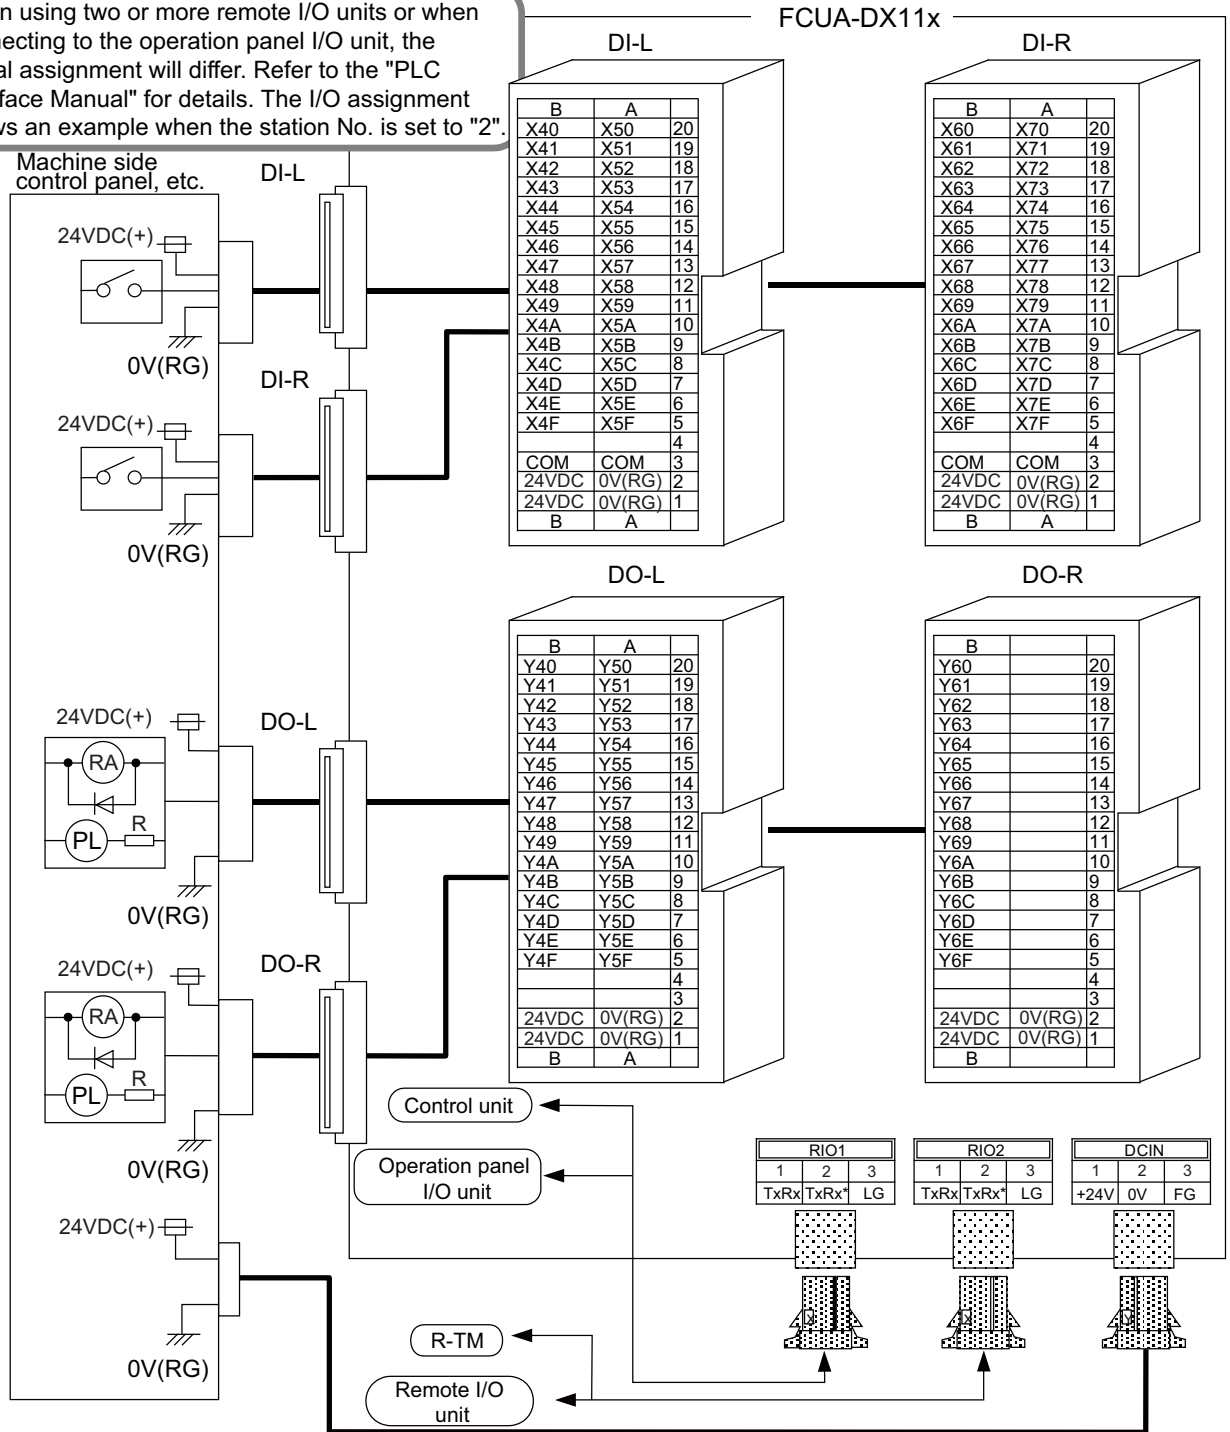 n using two or more remote I/O units or when
necting to the operation panel I/O unit, the
al assignment will differ. Refer to the "PLC
face Manual" for details. The I/O assignment
ws an example when the station No. is set to "2".
FCUA-DX11x
DI-L
DI-R
Machine side
control panel, etc.
DI-L
24VDC(+)
0V(RG)
DI-R
24VDC(+)
0V(RG)
B A
X40 X50 20
X41 X51 19
X42 X52 18
X43 X53 17
X44 X54 16
X45 X55 15
X46 X56 14
X47 X57 13
X48 X58 12
X49 X59 11
X4A X5A 10
X4B X5B 9
X4C X5C 8
X4D X5D 7
X4E X5E 6
X4F X5F 5
4
COM COM 3
24VDC 0V(RG) 2
24VDC 0V(RG) 1
B A
B A
X60 X70 20
X61 X71 19
X62 X72 18
X63 X73 17
X64 X74 16
X65 X75 15
X66 X76 14
X67 X77 13
X68 X78 12
X69 X79 11
X6A X7A 10
X6B X7B 9
X6C X7C 8
X6D X7D 7
X6E X7E 6
X6F X7F 5
4
COM COM 3
24VDC 0V(RG) 2
24VDC 0V(RG) 1
B A
DO-L
DO-R
24VDC(+)
DO-L
RA
PL
R
0V(RG)
24VDC(+)
DO-R
RA
PL
R
0V(RG)
B A
Y40 Y50 20
Y41 Y51 19
Y42 Y52 18
Y43 Y53 17
Y44 Y54 16
Y45 Y55 15
Y46 Y56 14
Y47 Y57 13
Y48 Y58 12
Y49 Y59 11
Y4A Y5A 10
Y4B Y5B 9
Y4C Y5C 8
Y4D Y5D 7
Y4E Y5E 6
Y4F Y5F 5
4
3
24VDC 0V(RG) 2
24VDC 0V(RG) 1
B A
B
Y60 20
Y61 19
Y62 18
Y63 17
Y64 16
Y65 15
Y66 14
Y67 13
Y68 12
Y69 11
Y6A 10
Y6B 9
Y6C 8
Y6D 7
Y6E 6
Y6F 5
4
3
24VDC 0V(RG) 2
24VDC 0V(RG) 1
B
Control unit
Operation panel
I/O unit
RIO1
1 2 3
TxRx TxRx* LG
RIO2
1 2 3
TxRx TxRx* LG
DCIN
1 2 3
+24V 0V FG
24VDC(+)
0V(RG)
X
X
Y
R-TM
Remote I/O
unit